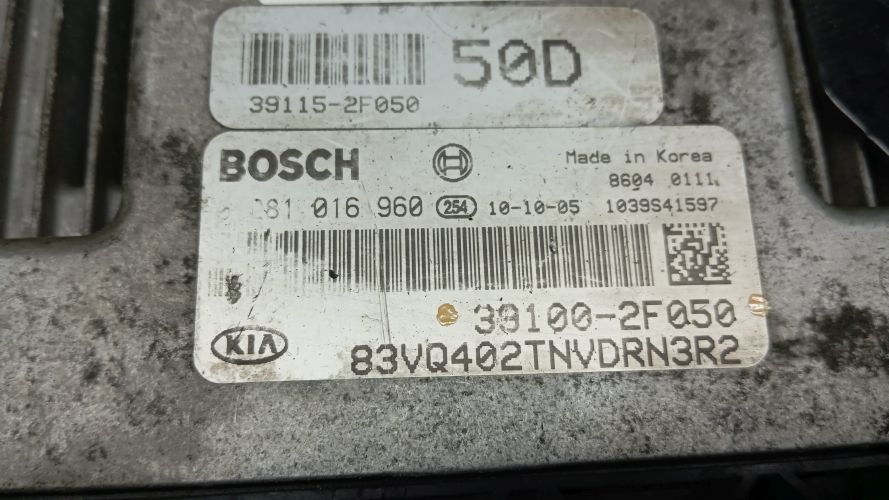 50D
39115-2F050
BOSCH
Made in Korea
8604 0111
281 016 960 254 10-10-05 1039S41597
39100-2F050
KIA
83VQ402TNVDRN3R2